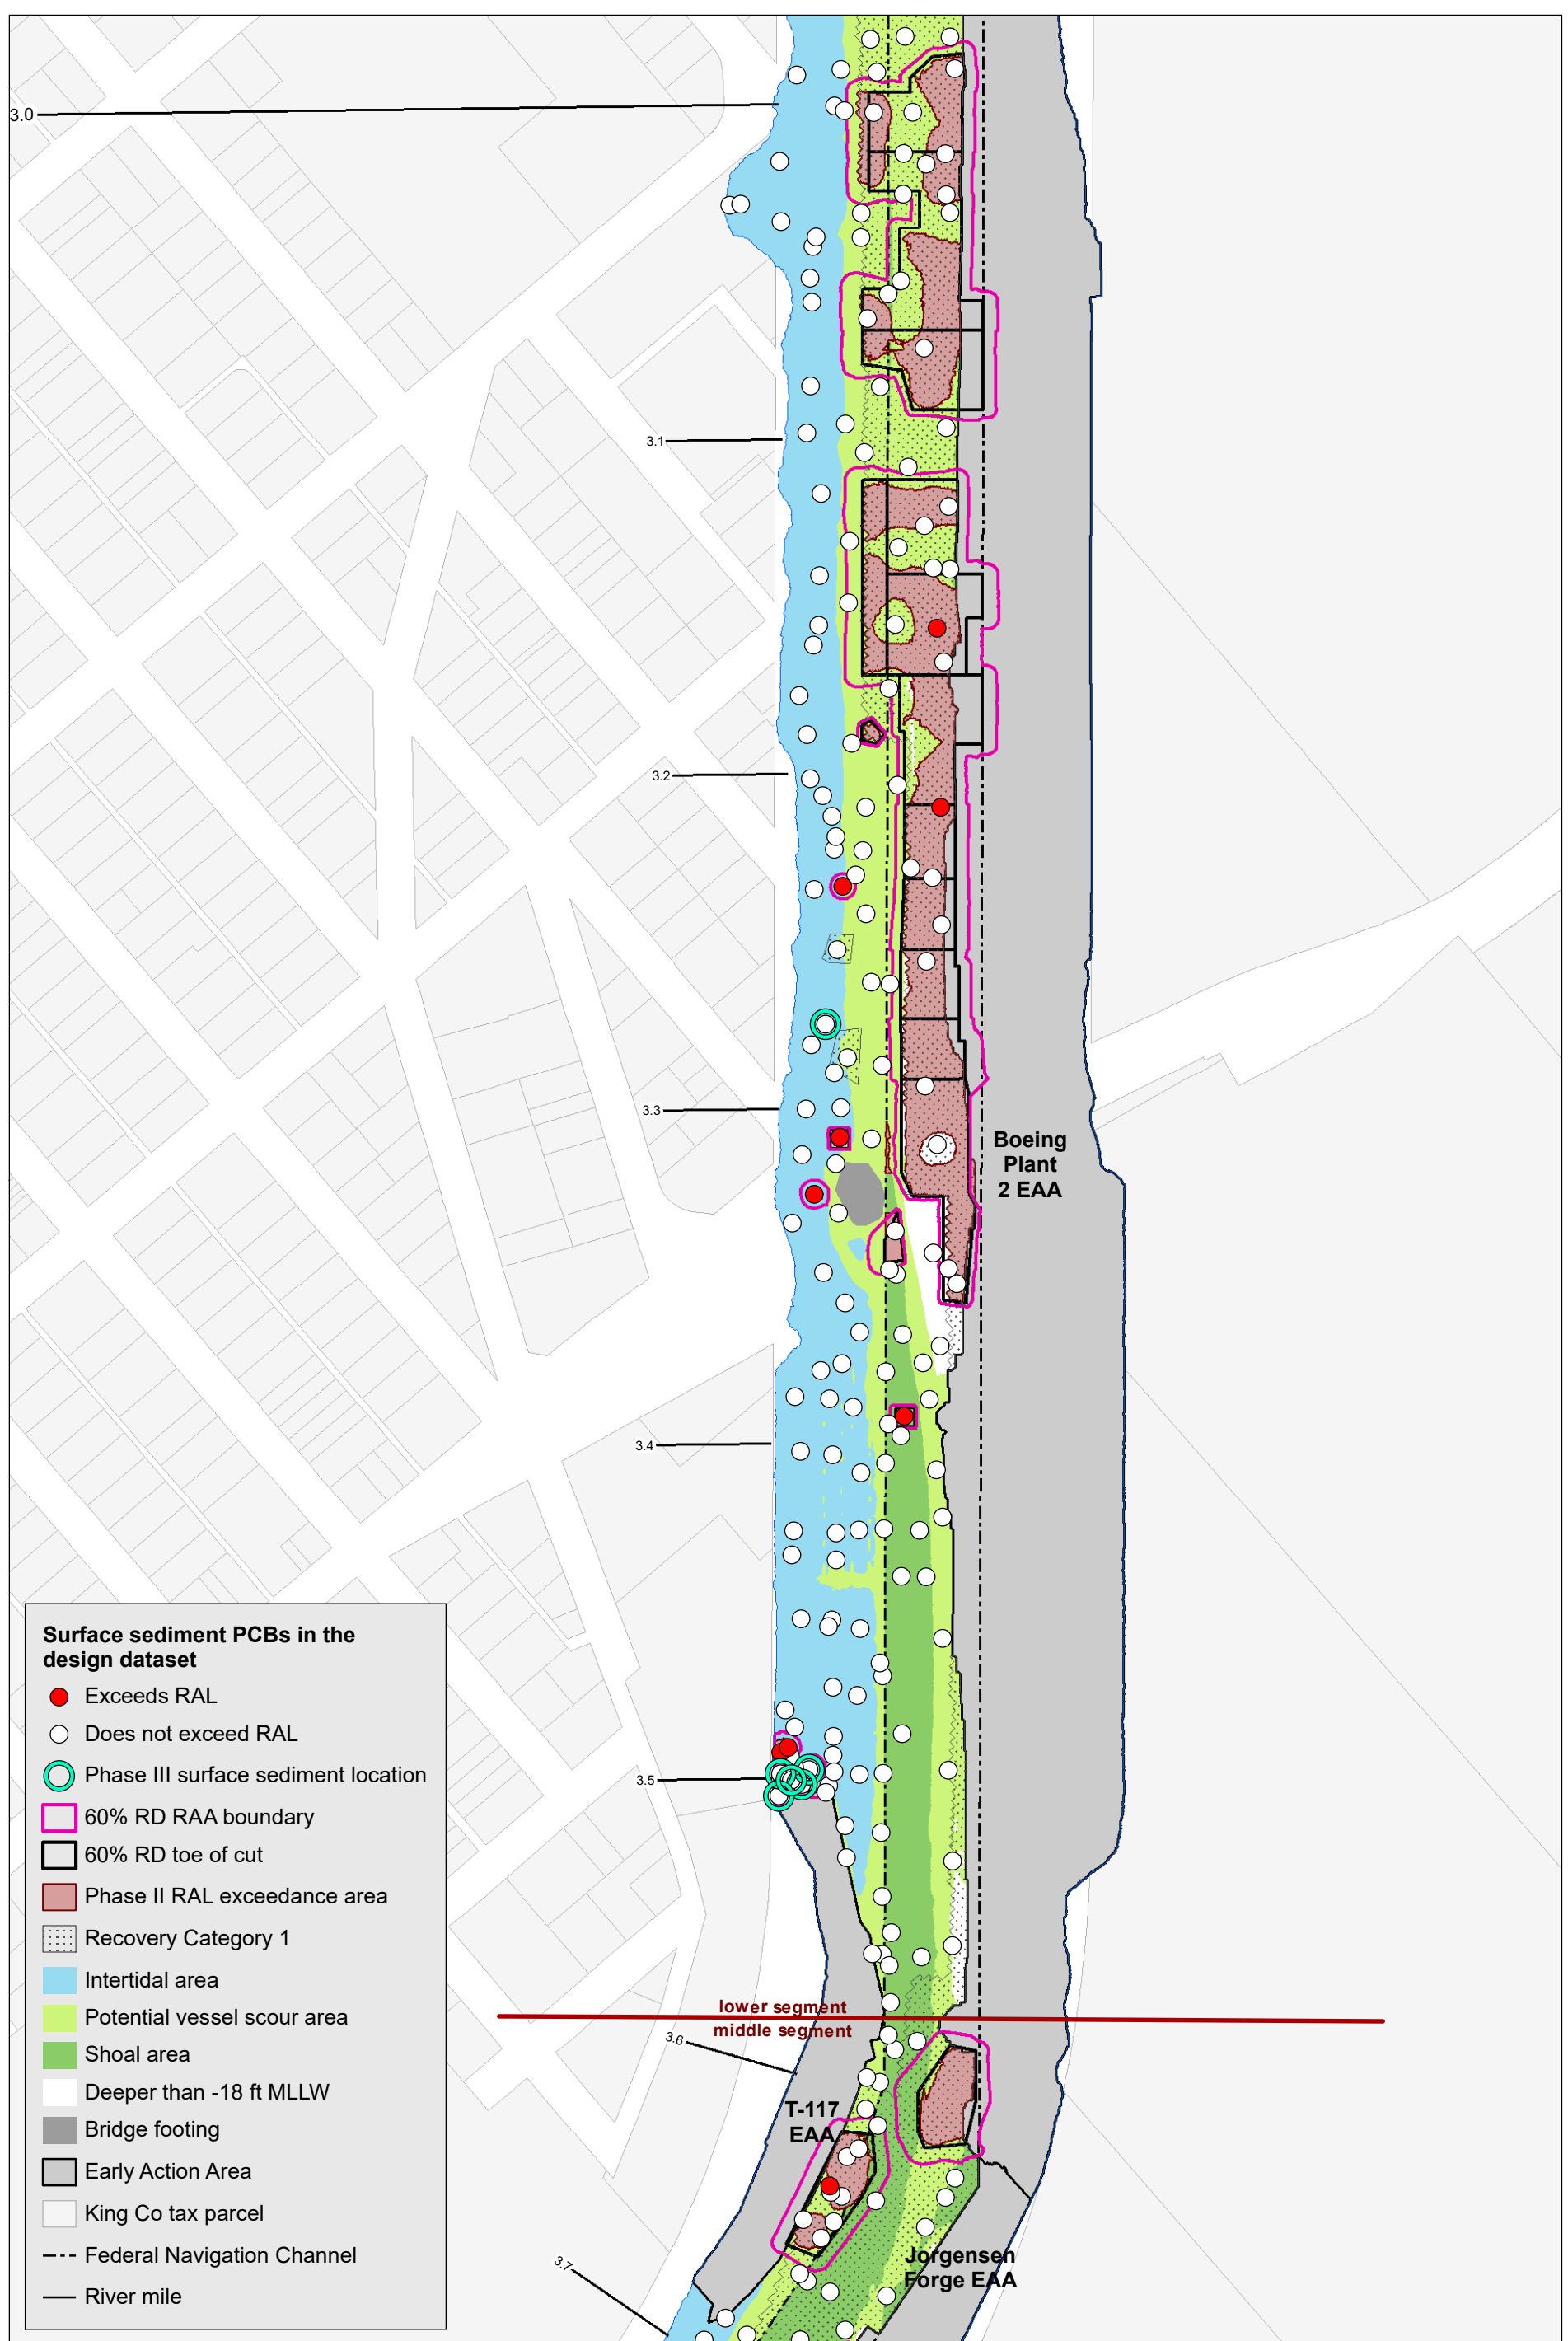 3.0
3.1
3.2
3.3
Boeing
Plant
2 EAA
3.4
3.5
lower segment
middle segment
3.6
T-117
EAA
Jorgensen
Forge EAA
3.7
Surface sediment PCBs in the
design dataset
Exceeds RAL
Does not exceed RAL
Phase III surface sediment location
60% RD RAA boundary
60% RD toe of cut
Phase II RAL exceedance area
Recovery Category 1
Intertidal area
Potential vessel scour area
Shoal area
Deeper than -18 ft MLLW
Bridge footing
Early Action Area
King Co tax parcel
Federal Navigation Channel
River mile